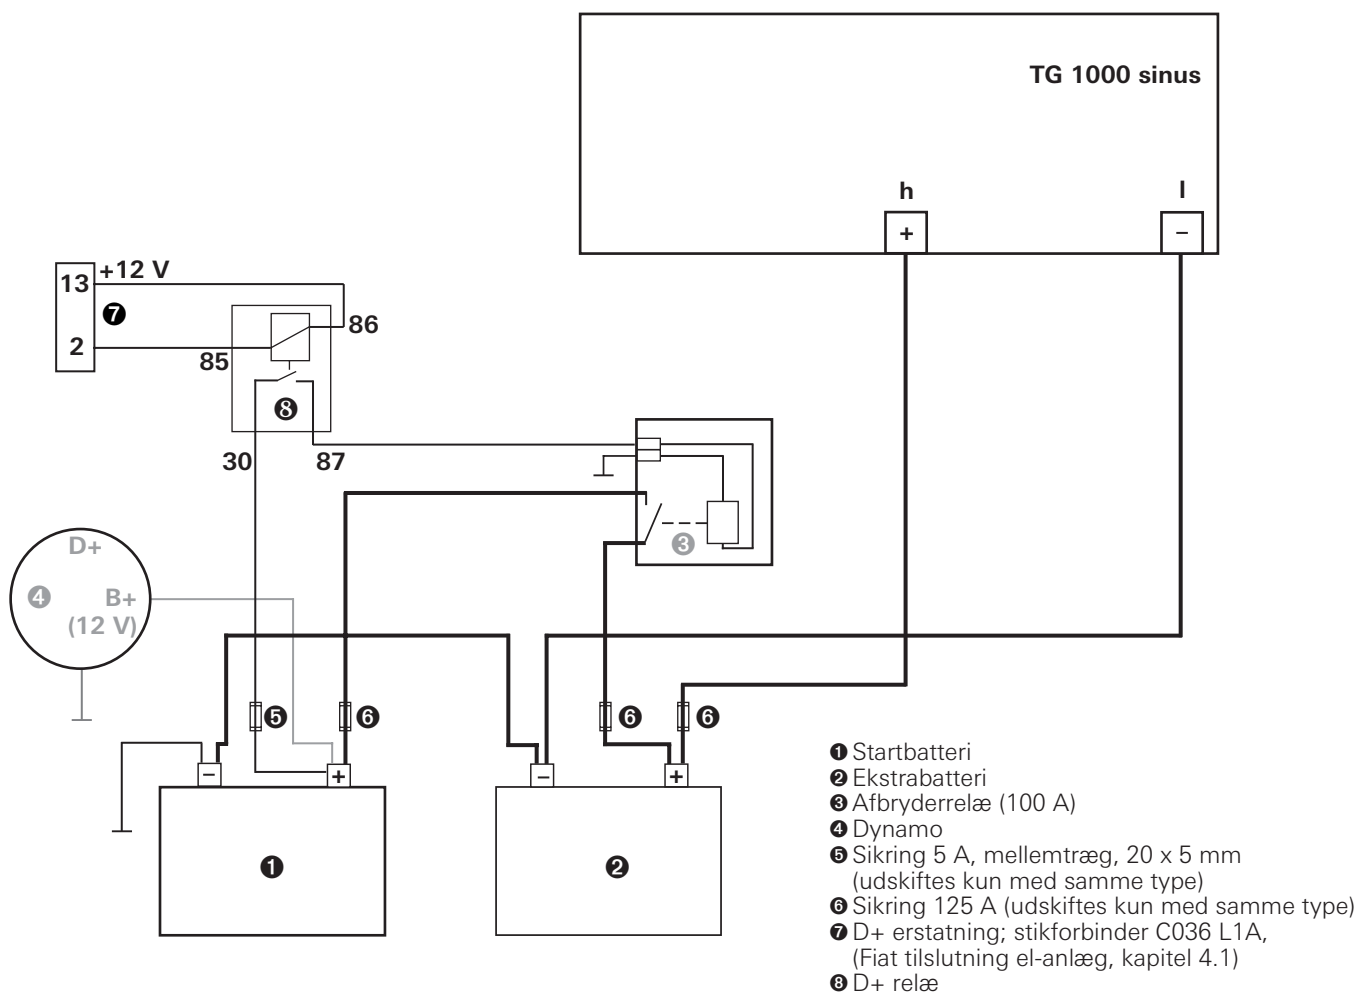 TG 1000 sinus
h
l
+
–
13
+12 V
❼
2
86
85
❽
30
87
❸
D+
❹
B+
(12 V)
❺
❻
❻
❻
–
+
–
+
❶
❷
❶ Startbatteri
❷ Ekstrabatteri
❸ Afbryderrelæ (100 A)
❹ Dynamo
❺ Sikring 5 A, mellemtræg, 20 x 5 mm
(udskiftes kun med samme type)
❻ Sikring 125 A (udskiftes kun med samme type)
❼ D+ erstatning; stikforbinder C036 L1A,
(Fiat tilslutning el-anlæg, kapitel 4.1)
❽ D+ relæ